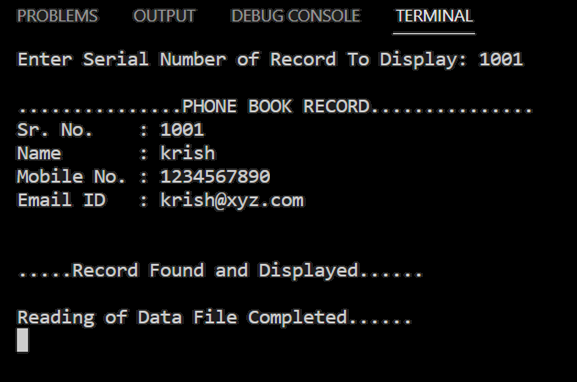 PROBLEMS OUTPUT DEBUG CONSOLE TERMINAL
Enter Serial Number of Record To Display: 1001
...............PHONE BOOK RECORD...............
Sr. No. : 1001
Name : krish
Mobile No. : 1234567890
Email ID : krish@xyz.com
.....Record Found and Displayed......
Reading of Data File Completed......